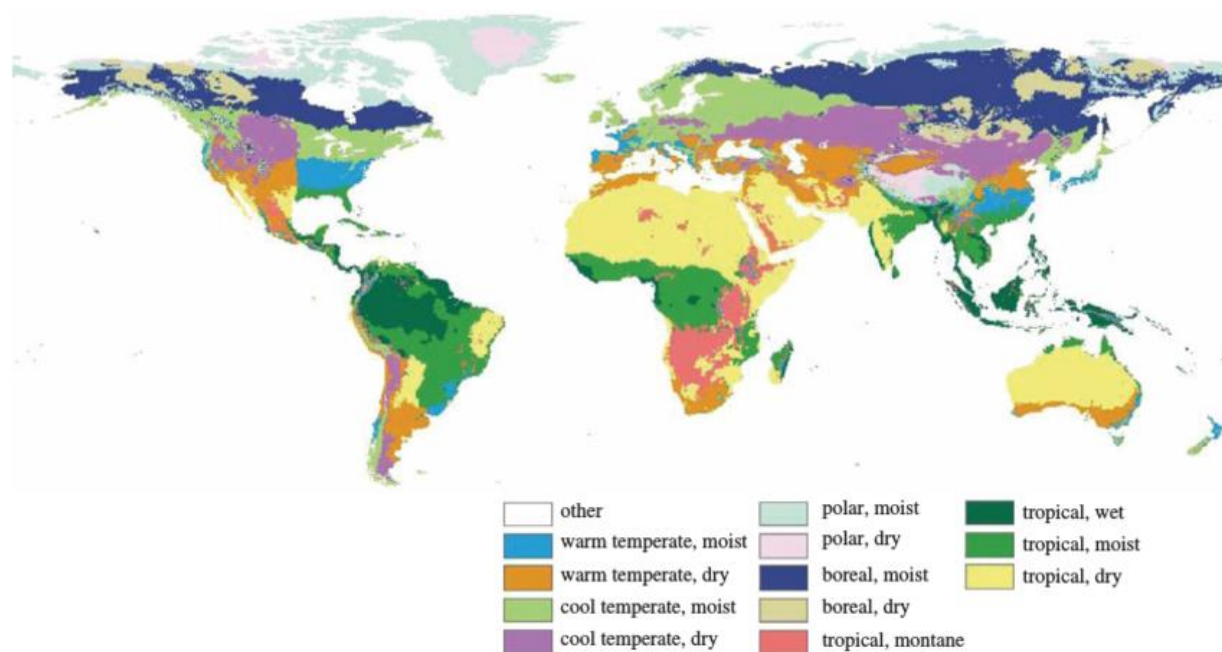 other
warm temperate, moist
warm temperate, dry
cool temperate, moist
cool temperate, dry
polar, moist
polar, dry
boreal, moist
boreal, dry
tropical, montane
tropical, wet
tropical, moist
tropical, dry